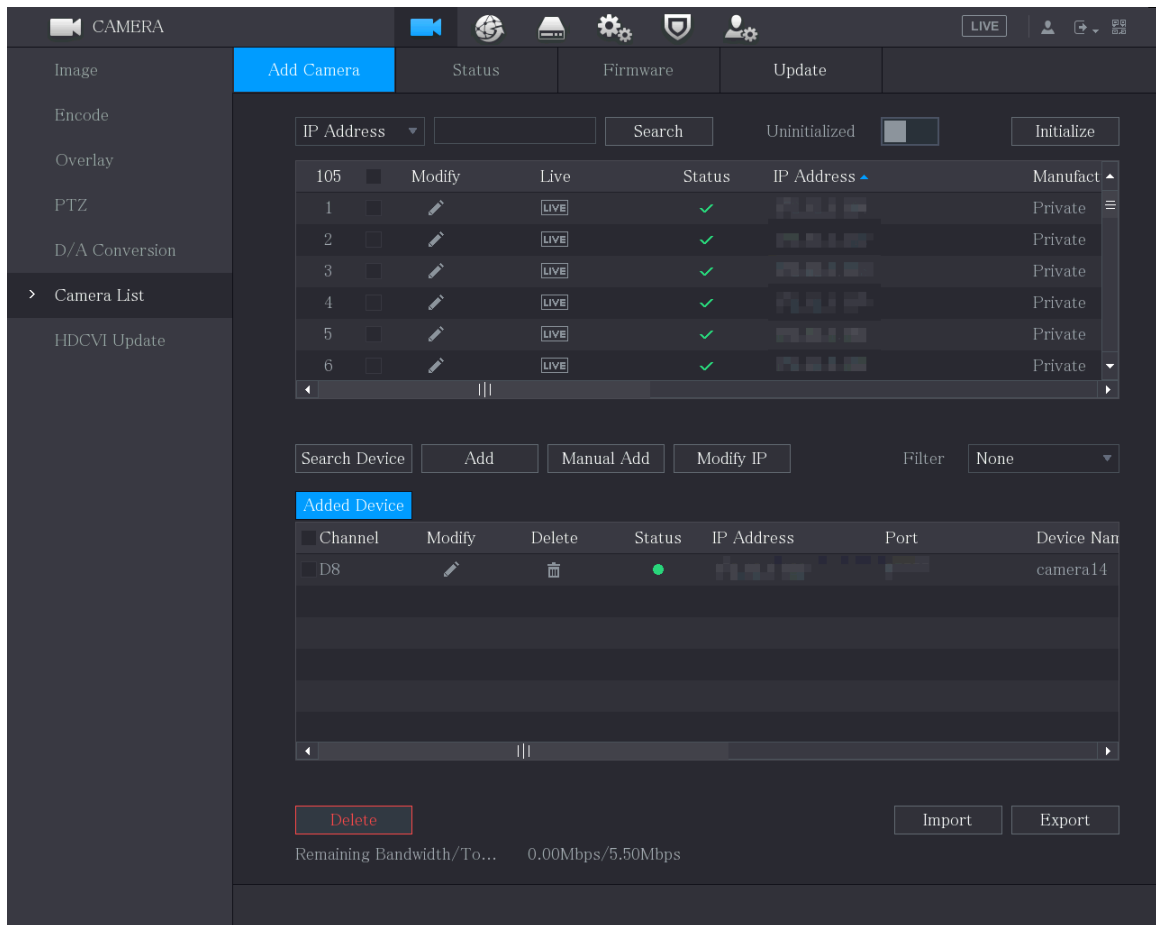 CAMERA LIVE
Image
Encode
Overlay
PTZ
D/A Conversion
Camera List
HDCVI Update
Add Camera Status Firmware Update
IP Address Search Uninitialized Initialize
105 Modify Live Status IP Address Manufact
1 LIVE Private
2 LIVE Private
3 LIVE Private
4 LIVE Private
5 LIVE Private
6 LIVE Private
Search Device Add Manual Add Modify IP Filter None
Added Device
Channel Modify Delete Status IP Address Port Device Nam
D8 camera14
Delete Import Export
Remaining Bandwidth/To... 0.00Mbps/5.50Mbps